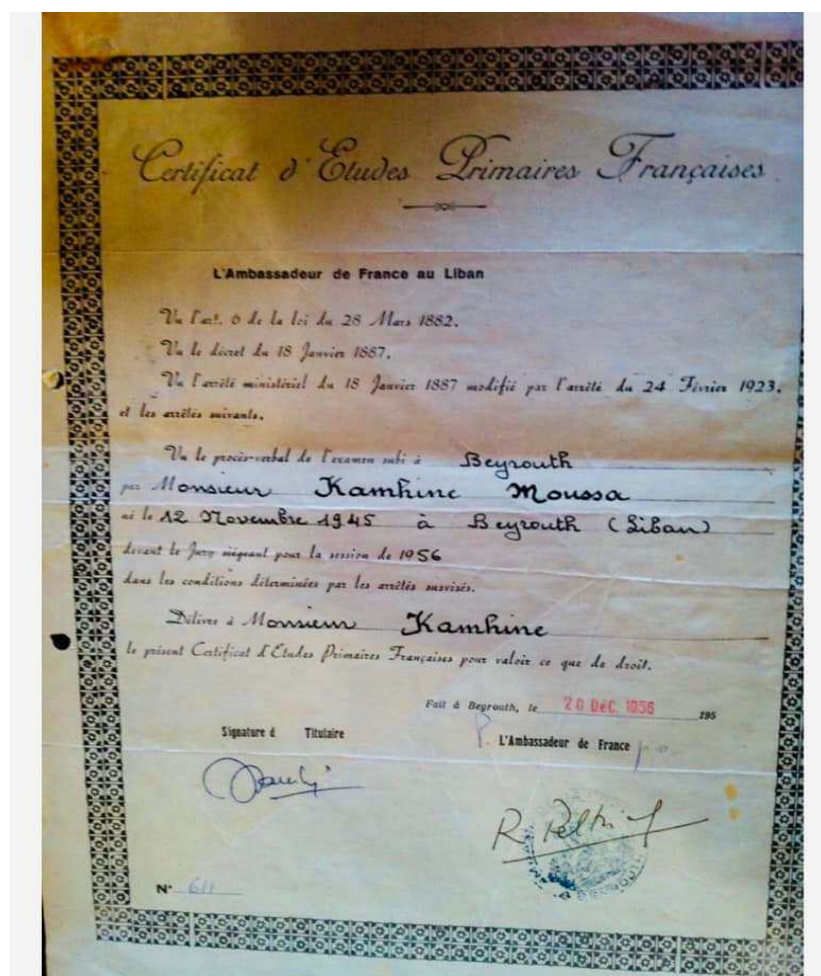 Certificat d'Etudes Primaires Françaises
L'Ambassadeur de France au Liban
Vu l'art. 6 de la loi du 28 Mars 1882.
Vu le décret du 18 Janvier 1887.
Vu l'arrêté ministériel du 18 Janvier 1887 modifié par l'arrêté du 24 Février 1923.
et les arrêtés suivants.
Vu le procès-verbal de l'examen subi à Beyrouth
par Monsieur Kamhine Moussa
né le 12 Novembre 1945 à Beyrouth (Liban)
devant le Jury siégeant pour la session de 1956
dans les conditions déterminées par les arrêtés susvisés.
Délivre à Monsieur Kamhine
le présent Certificat d'Etudes Primaires Françaises pour valoir ce que de droit.
Fait à Beyrouth, le 20 DÉC. 1956 195
Signature d Titulaire
P. L'Ambassadeur de France
N° 611